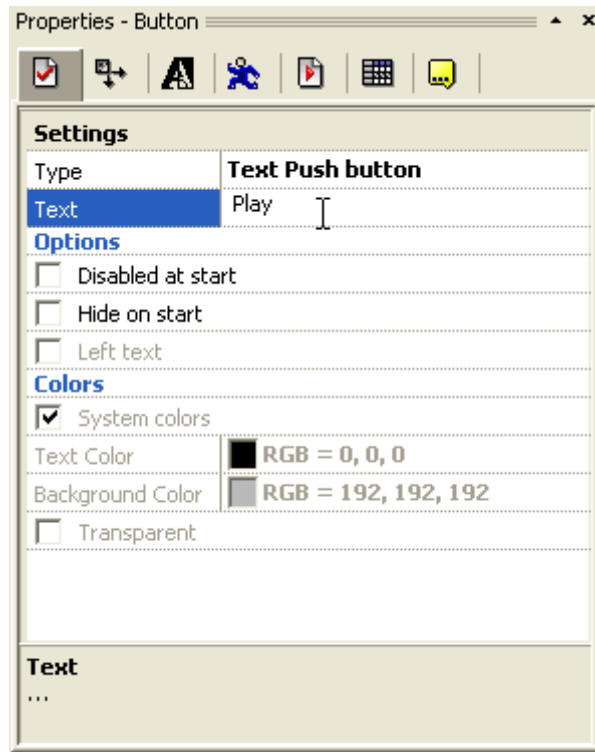 Properties - Button
Settings
Type Text Push button
Text Play
Options
Disabled at start
Hide on start
Left text
Colors
System colors
Text Color RGB = 0, 0, 0
Background Color RGB = 192, 192, 192
Transparent
Text
...